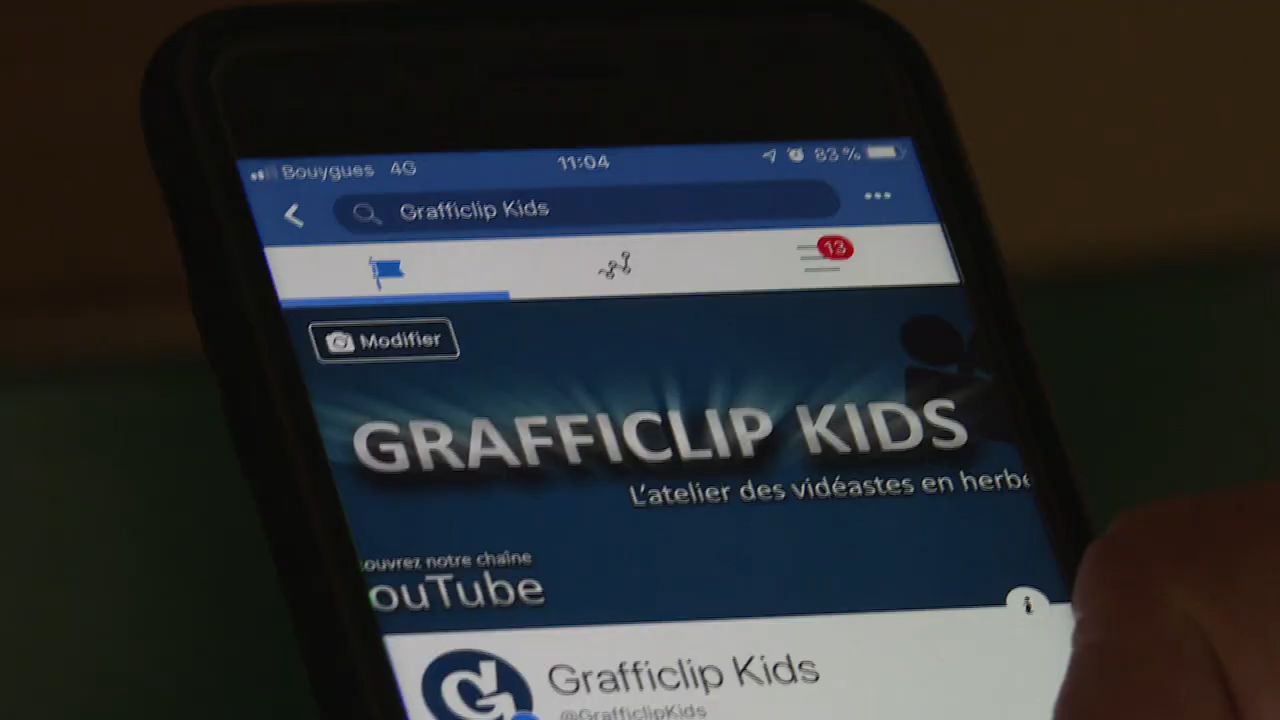 Bouygues 4G 11:04 83 %
Grafficlip Kids
13
Modifier
GRAFFICLIP KIDS
L'atelier des vidéastes en herbe
ouvrez notre chaîne
ouTube
Grafficlip Kids
@GrafficlipKids